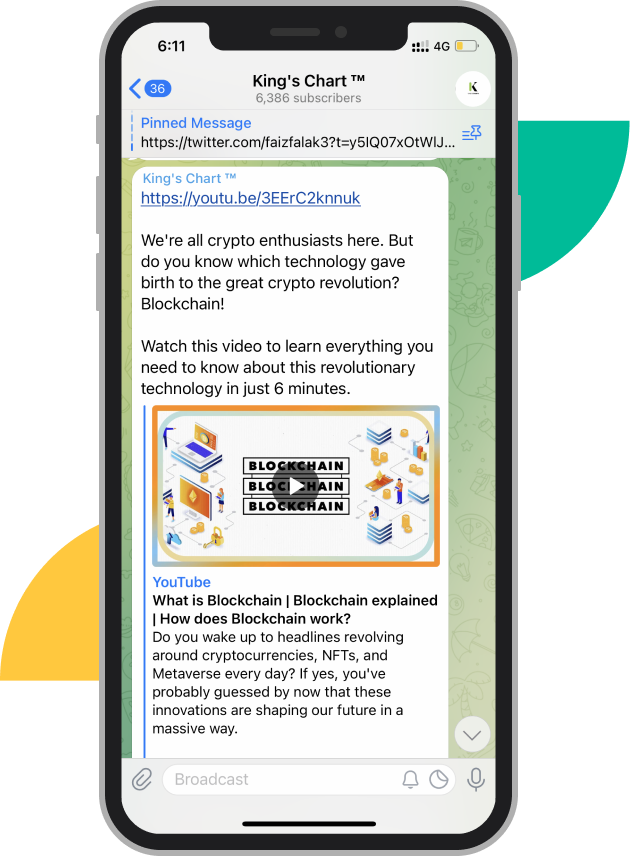 6:11
4G
36
King's Chart ™
6,386 subscribers
K
Pinned Message
https://twitter.com/faizfalak3?t=y5IQ07xOtWlJ...
King's Chart ™
https://youtu.be/3EErC2knnuk
We're all crypto enthusiasts here. But
do you know which technology gave
birth to the great crypto revolution?
Blockchain!
Watch this video to learn everything you
need to know about this revolutionary
technology in just 6 minutes.
BLOCKCHAIN
BLOCKCHAIN
BLOCKCHAIN
YouTube
What is Blockchain | Blockchain explained
| How does Blockchain work?
Do you wake up to headlines revolving
around cryptocurrencies, NFTs, and
Metaverse every day? If yes, you've
probably guessed by now that these
innovations are shaping our future in a
massive way.
Broadcast